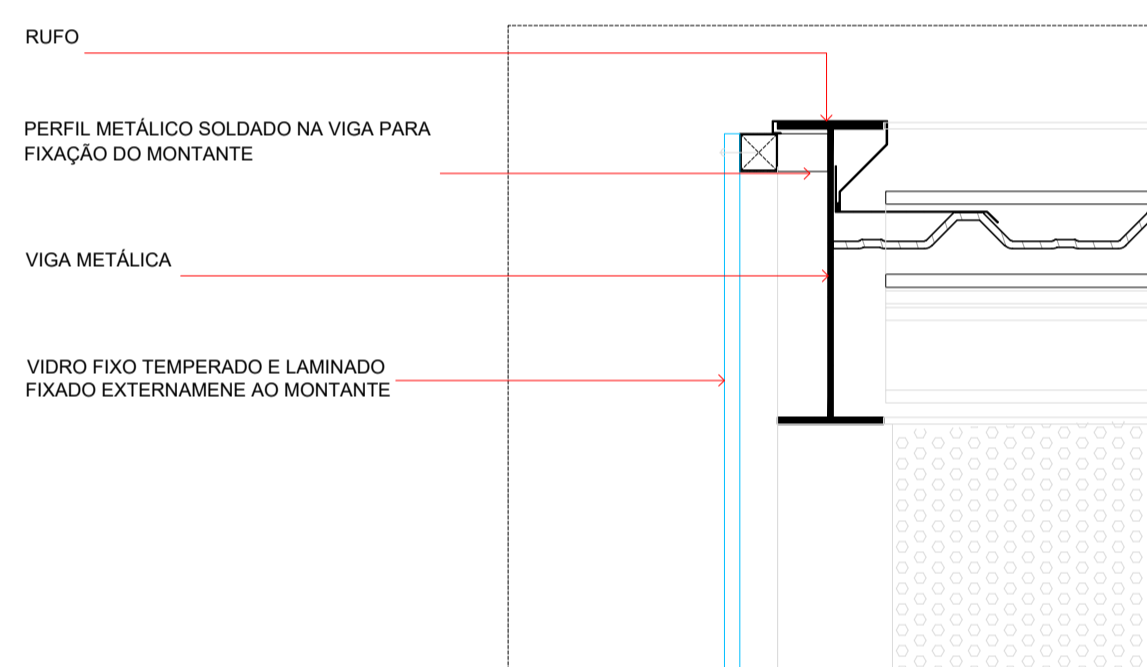 RUFO
PERFIL METÁLICO SOLDADO NA VIGA PARA
FIXAÇÃO DO MONTANTE
VIGA METÁLICA
VIDRO FIXO TEMPERADO E LAMINADO
FIXADO EXTERNAMENE AO MONTANTE